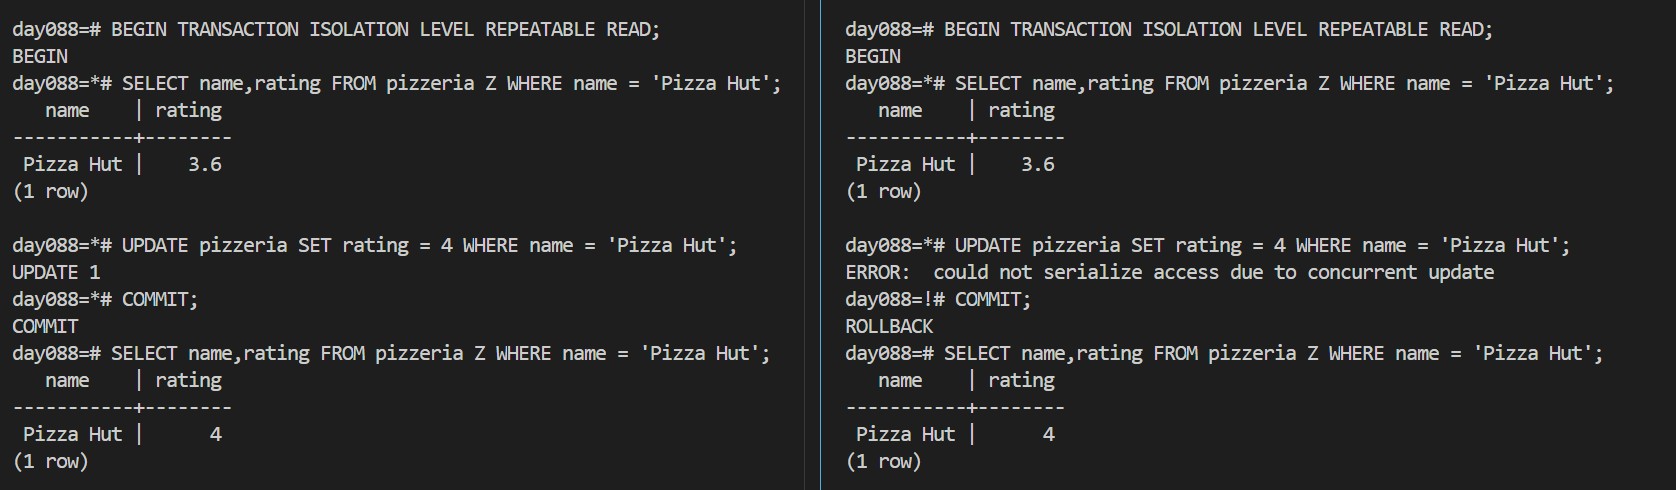 day088=# BEGIN TRANSACTION ISOLATION LEVEL REPEATABLE READ;
BEGIN
day088=*# SELECT name,rating FROM pizzeria Z WHERE name = 'Pizza Hut';
   name    | rating
-----------+--------
 Pizza Hut |    3.6
(1 row)

day088=*# UPDATE pizzeria SET rating = 4 WHERE name = 'Pizza Hut';
UPDATE 1
day088=*# COMMIT;
COMMIT
day088=# SELECT name,rating FROM pizzeria Z WHERE name = 'Pizza Hut';
   name    | rating
-----------+--------
 Pizza Hut |      4
(1 row)

day088=# BEGIN TRANSACTION ISOLATION LEVEL REPEATABLE READ;
BEGIN
day088=*# SELECT name,rating FROM pizzeria Z WHERE name = 'Pizza Hut';
   name    | rating
-----------+--------
 Pizza Hut |    3.6
(1 row)

day088=*# UPDATE pizzeria SET rating = 4 WHERE name = 'Pizza Hut';
ERROR:  could not serialize access due to concurrent update
day088=!# COMMIT;
ROLLBACK
day088=# SELECT name,rating FROM pizzeria Z WHERE name = 'Pizza Hut';
   name    | rating
-----------+--------
 Pizza Hut |      4
(1 row)